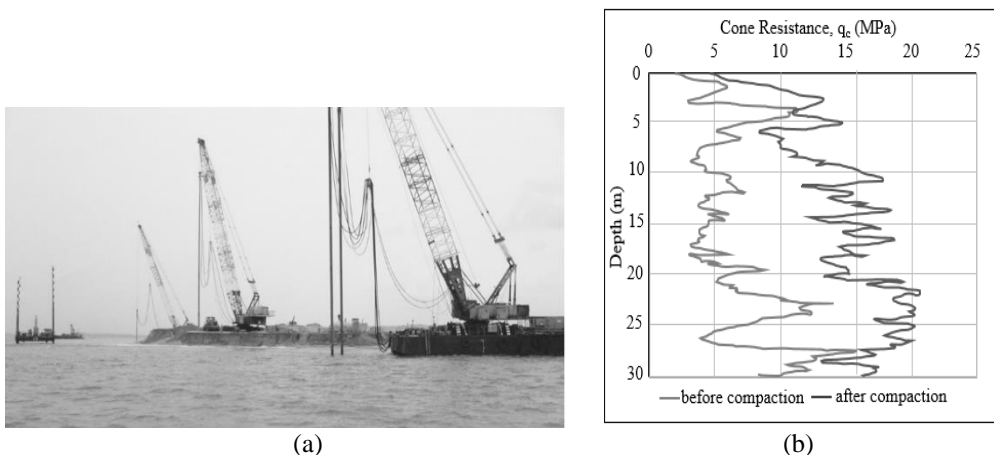 Cone Resistance, qc (MPa)
0 5 10 15 20 25
0
5
10
15
20
25
30
Depth (m)
before compaction after compaction
(a) (b)